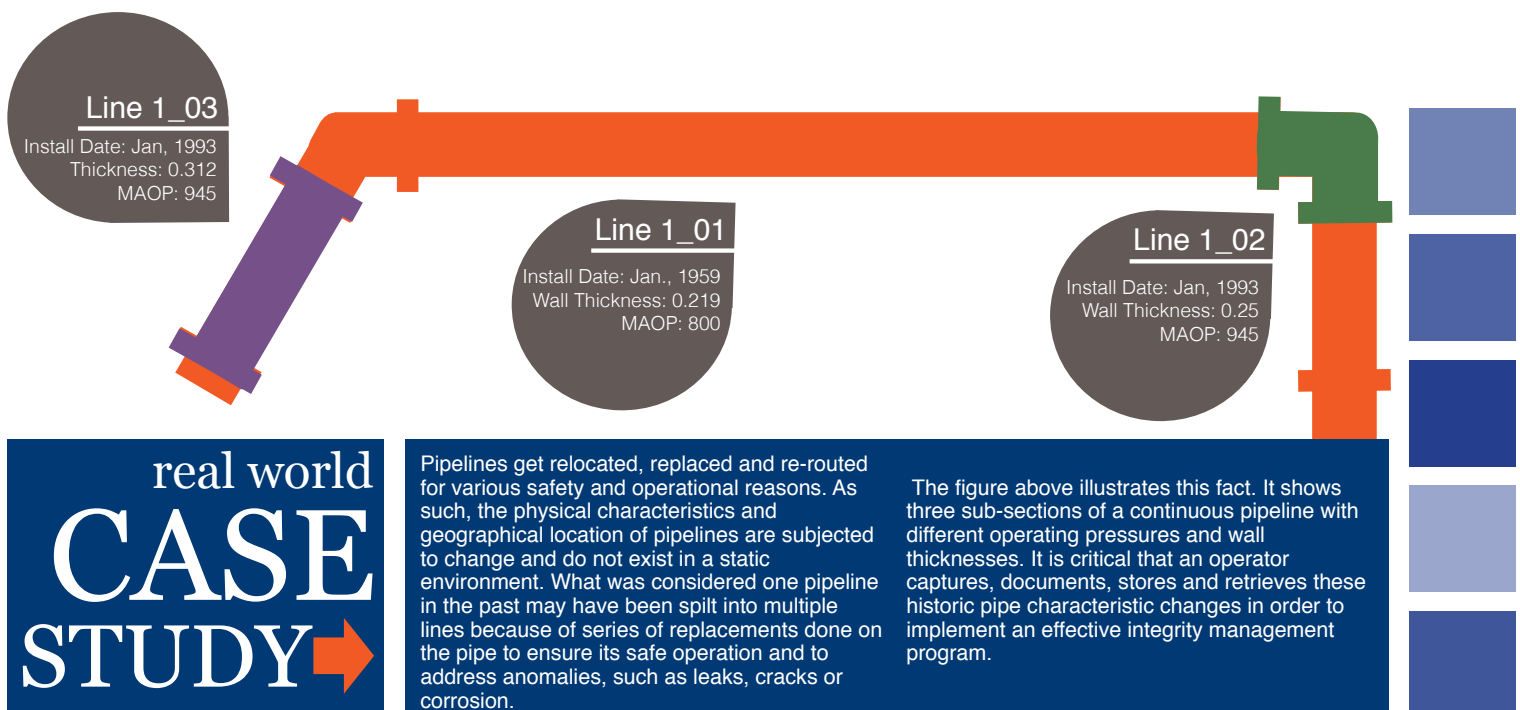 Line 1_03
Install Date: Jan, 1993
Thickness: 0.312
MAOP: 945
Line 1_01
Install Date: Jan., 1959
Wall Thickness: 0.219
MAOP: 800
Line 1_02
Install Date: Jan, 1993
Wall Thickness: 0.25
MAOP: 945
real world
CASE
STUDY
Pipelines get relocated, replaced and re-routed
for various safety and operational reasons. As
such, the physical characteristics and
geographical location of pipelines are subjected
to change and do not exist in a static
environment. What was considered one pipeline
in the past may have been spilt into multiple
lines because of series of replacements done on
the pipe to ensure its safe operation and to
address anomalies, such as leaks, cracks or
corrosion.
The figure above illustrates this fact. It shows
three sub-sections of a continuous pipeline with
different operating pressures and wall
thicknesses. It is critical that an operator
captures, documents, stores and retrieves these
historic pipe characteristic changes in order to
implement an effective integrity management
program.